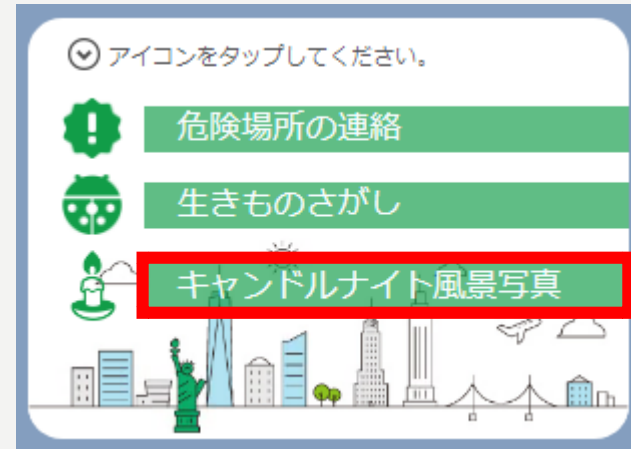 アイコンをタップしてください。
危険場所の連絡
生きものさがし
キャンドルナイト風景写真